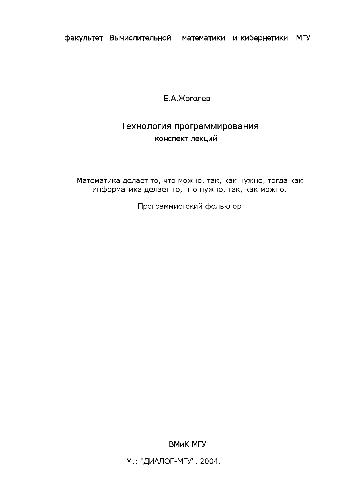 факультет Вычислительной математики и кибернетики МГУ
Е.А.Жоголев
Технология программирования
конспект лекций
Математика делает то, что можно, так, как нужно, тогда как
информатика делает то, что нужно, так, как можно.
Программистский фольклор
ВМиК МГУ
М.: "ДИАЛОГ-МГУ", 2004.